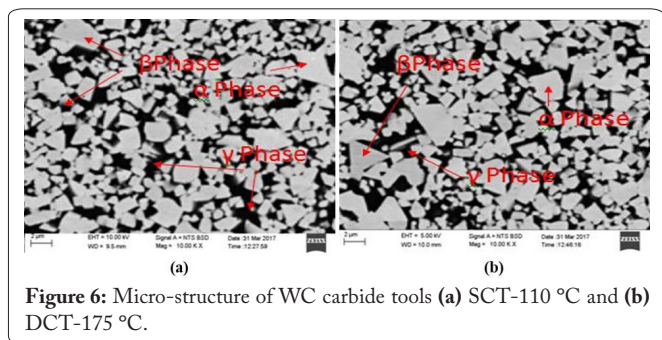 βPhase
α Phase
γ Phase
2 µm
EHT = 10.00 kV
WD = 9.5 mm
Signal A = NTS BSD
Mag = 10.00 K X
Date :31 Mar 2017
Time :12:27:59
ZEISS
(a)
βPhase
α Phase
γ Phase
2 µm
EHT = 5.00 kV
WD = 10.0 mm
Signal A = NTS BSD
Mag = 10.00 K X
Date :31 Mar 2017
Time :12:46:16
ZEISS
(b)
Figure 6: Micro-structure of WC carbide tools (a) SCT-110 °C and (b)
DCT-175 °C.